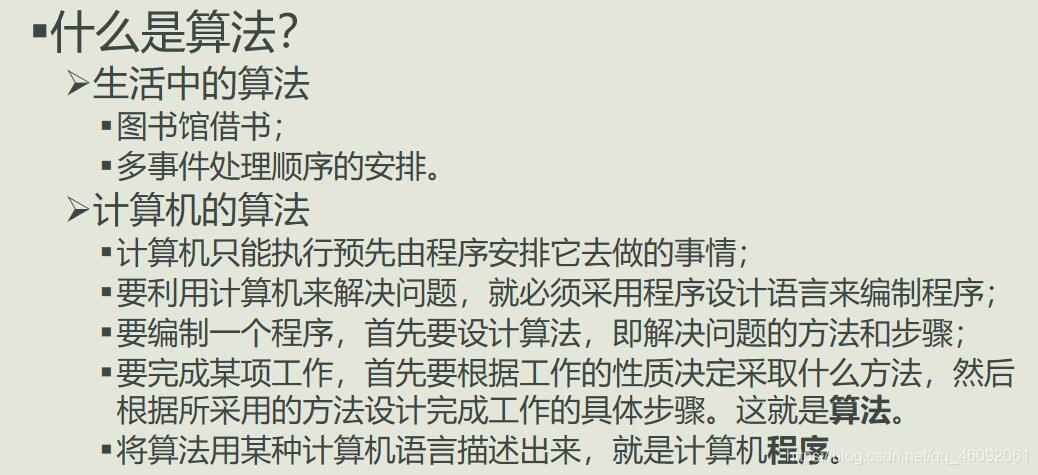 ▪什么是算法？
➢生活中的算法
▪图书馆借书；
▪多事件处理顺序的安排。
➢计算机的算法
▪计算机只能执行预先由程序安排它去做的事情；
▪要利用计算机来解决问题，就必须采用程序设计语言来编制程序；
▪要编制一个程序，首先要设计算法，即解决问题的方法和步骤；
▪要完成某项工作，首先要根据工作的性质决定采取什么方法，然后
根据所采用的方法设计完成工作的具体步骤。这就是算法。
▪将算法用某种计算机语言描述出来，就是计算机程序。
https://blog.csdn.net/qq_46092061